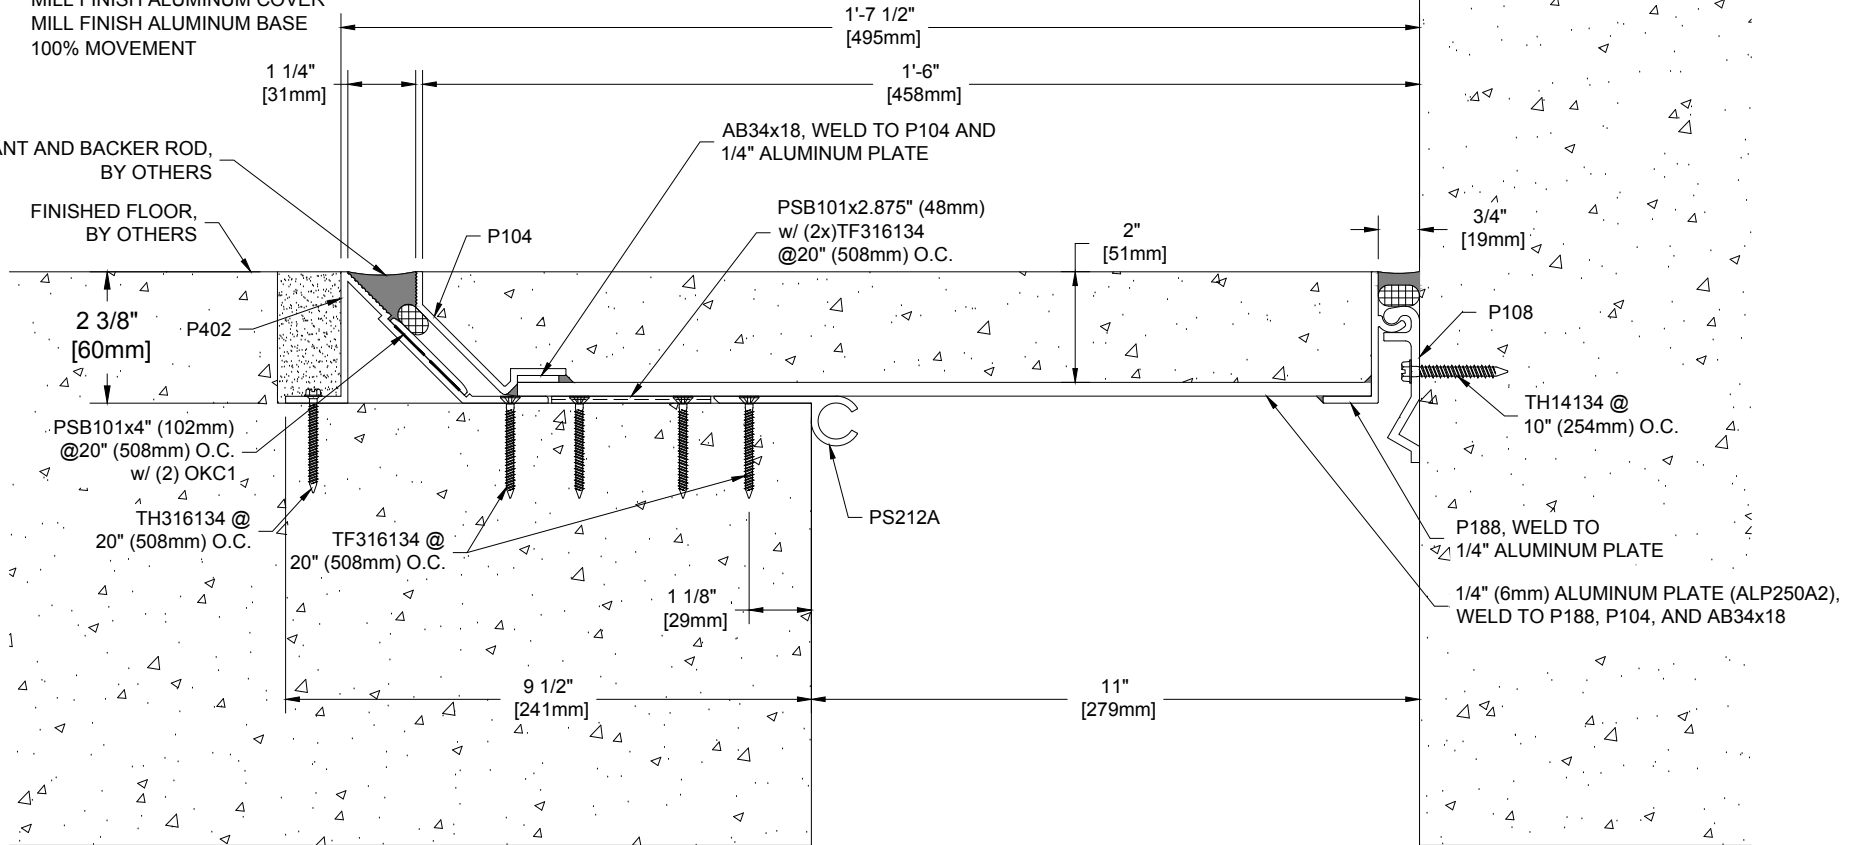 MILL FINISH ALUMINUM COVER
MILL FINISH ALUMINUM BASE
100% MOVEMENT
1'-7 1/2"
[495mm]
1 1/4"
[31mm]
1'-6"
[458mm]
AND BACKER ROD,
BY OTHERS
AB34x18, WELD TO P104 AND
1/4" ALUMINUM PLATE
FINISHED FLOOR,
BY OTHERS
P104
PSB101x2.875" (48mm)
w/ (2x)TF316134
@20" (508mm) O.C.
2"
[51mm]
3/4"
[19mm]
2 3/8"
[60mm]
P402
P108
PSB101x4" (102mm)
@20" (508mm) O.C.
w/ (2) OKC1
TH14134 @
10" (254mm) O.C.
TH316134 @
20" (508mm) O.C.
TF316134 @
20" (508mm) O.C.
PS212A
P188, WELD TO
1/4" ALUMINUM PLATE
1 1/8"
[29mm]
1/4" (6mm) ALUMINUM PLATE (ALP250A2),
WELD TO P188, P104, AND AB34x18
9 1/2"
[241mm]
11"
[279mm]